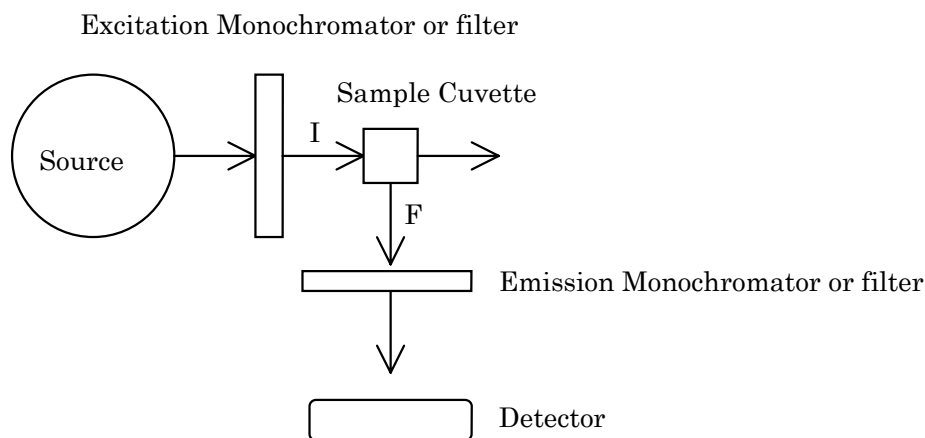 Excitation Monochromator or filter
Sample Cuvette
I
Source
F
Emission Monochromator or filter
Detector